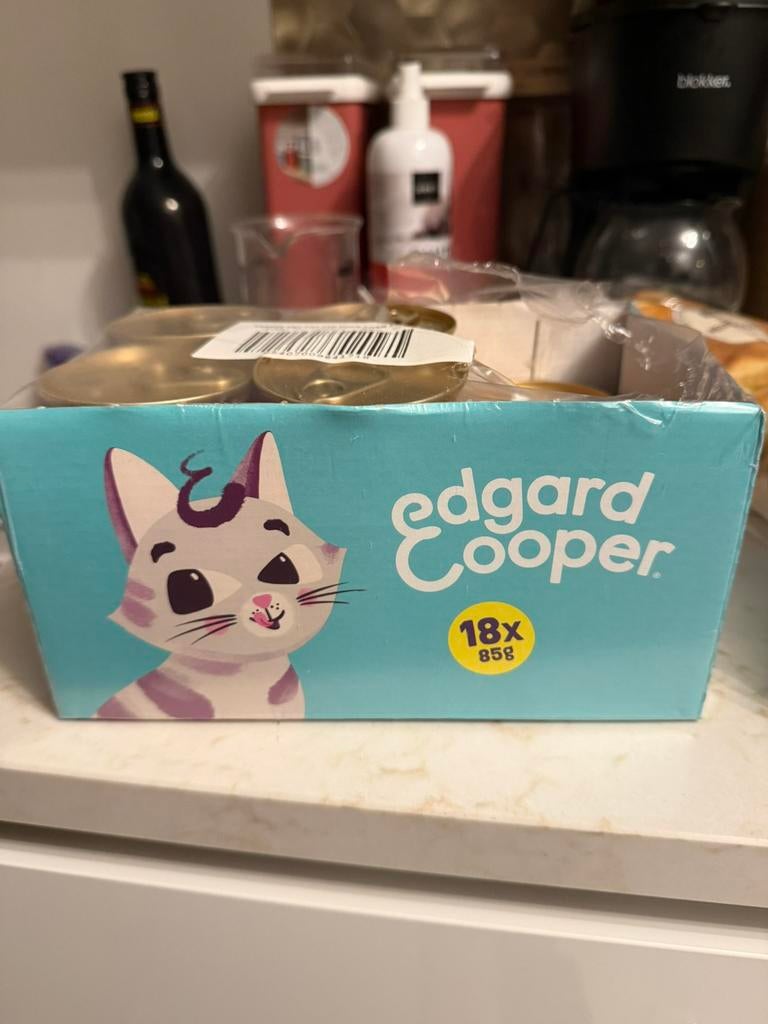 blokker.
edgard
Cooper
18x
85g